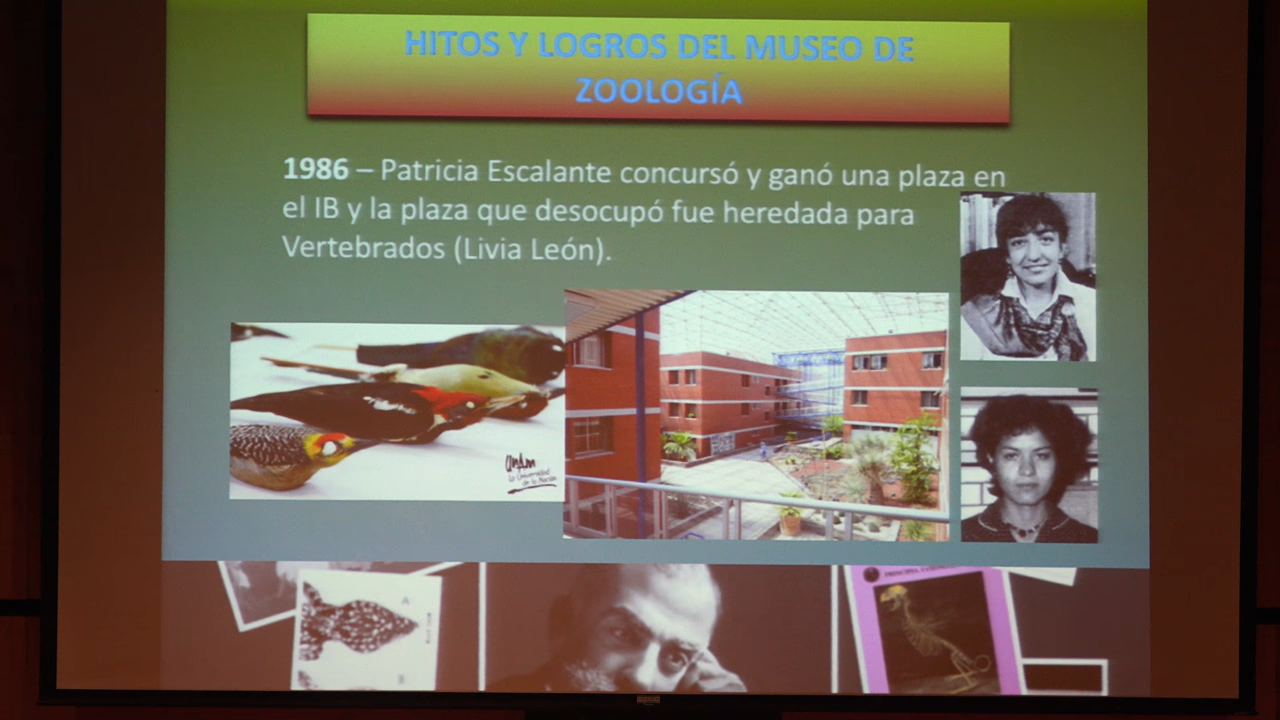 HITOS Y LOGROS DEL MUSEO DE
ZOOLOGÍA
1986 – Patricia Escalante concursó y ganó una plaza en
el IB y la plaza que desocupó fue heredada para
Vertebrados (Livia León).
UNAM
La Universidad
de la Nación
A
B